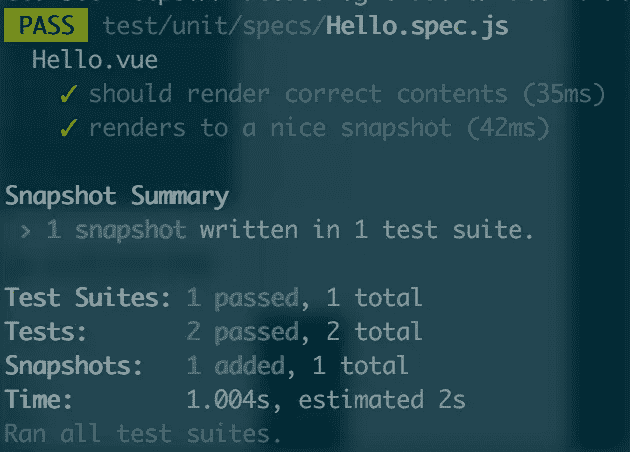 PASS test/unit/specs/Hello.spec.js
Hello.vue
✓ should render correct contents (35ms)
✓ renders to a nice snapshot (42ms)
Snapshot Summary
› 1 snapshot written in 1 test suite.
Test Suites: 1 passed, 1 total
Tests: 2 passed, 2 total
Snapshots: 1 added, 1 total
Time: 1.004s, estimated 2s
Ran all test suites.